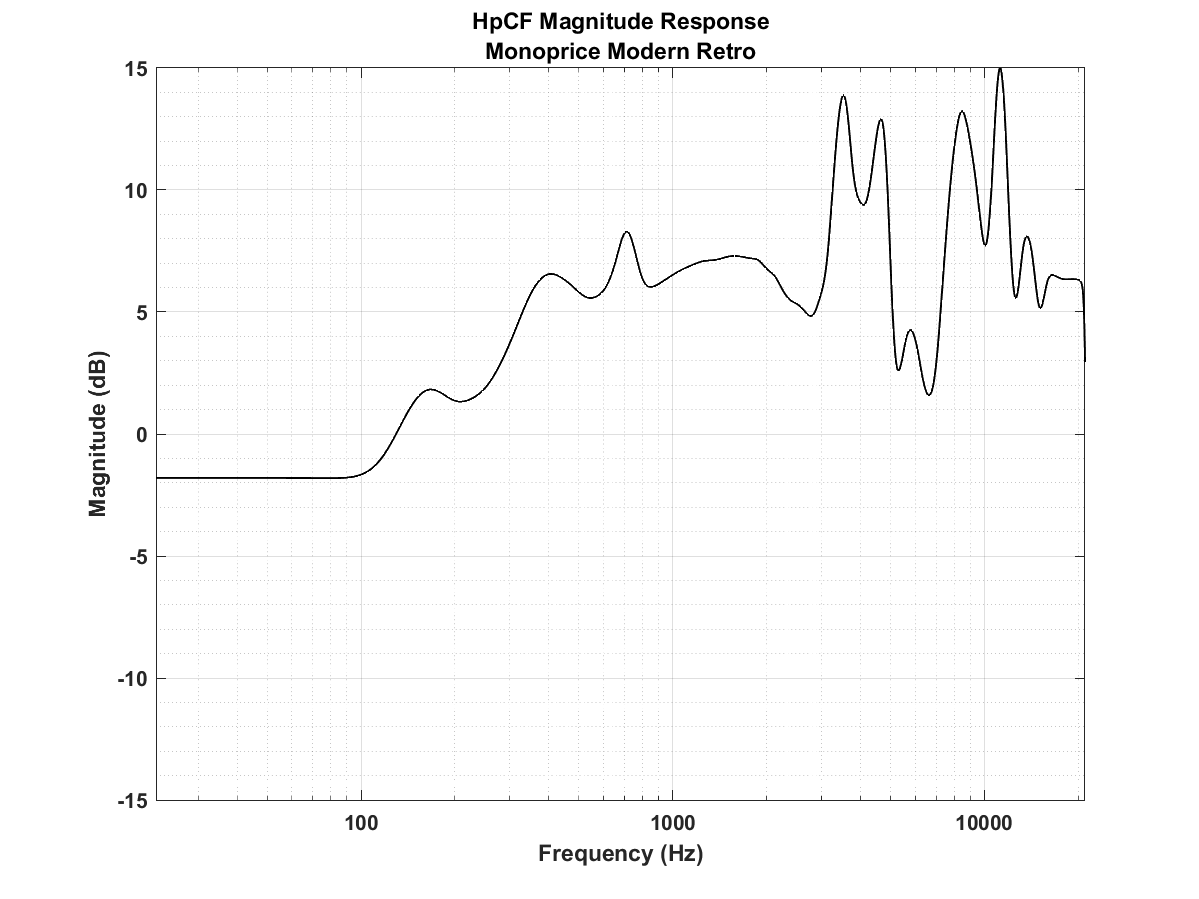 HpCF Magnitude Response
Monoprice Modern Retro
15
10
5
0
-5
-10
-15
Magnitude (dB)
100
1000
10000
Frequency (Hz)